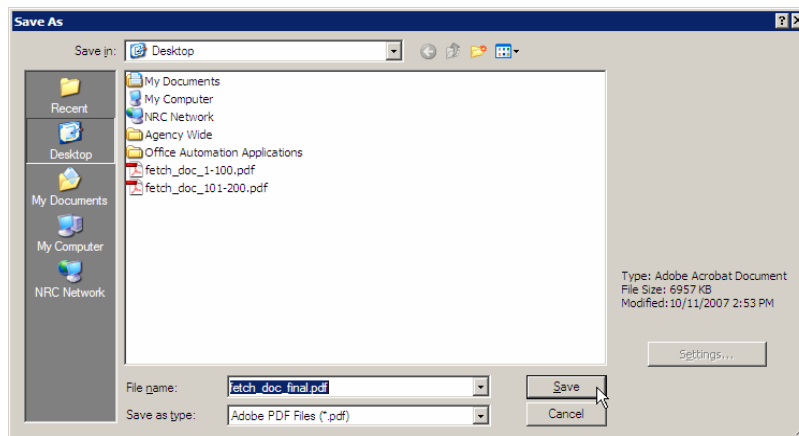 Save As
Save in: Desktop
My Documents
My Computer
NRC Network
Agency Wide
Office Automation Applications
fetch_doc_1-100.pdf
fetch_doc_101-200.pdf
Recent
Desktop
My Documents
My Computer
NRC Network
Type: Adobe Acrobat Document
File Size: 6957 KB
Modified: 10/11/2007 2:53 PM
Settings...
File name: fetch_doc_final.pdf Save
Save as type: Adobe PDF Files (*.pdf) Cancel